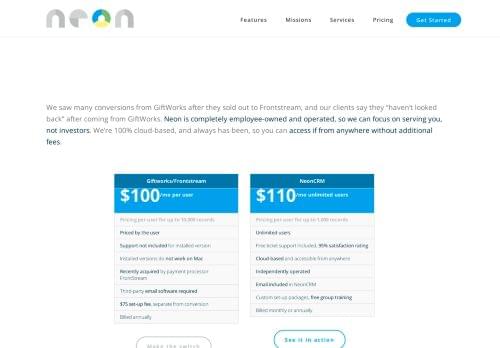 neon
Features
Missions
Services
Pricing
Get Started
We saw many conversions from GiftWorks after they sold out to Frontstream, and our clients say they "haven't looked
back" after coming from GiftWorks. Neon is completely employee-owned and operated, so we can focus on serving you,
not investors. We're 100% cloud-based, and always has been, so you can access if from anywhere without additional
fees.
Giftworks/Frontstream
$100/mo per user
Pricing per user for up to 10,000 records
Priced by the user
Support not included for installed version
Installed versions do not work on Mac
Recently acquired by payment processor
FrontStream
Third-party email software required
$75 set-up fee, separate from conversion
Billed annually
Make the switch
NeonCRM
$110/mo unlimited users
Pricing per user for up to 1,000 records
Unlimited users
Free ticket support included, 95% satisfaction rating
Cloud-based and accessible from anywhere
Independently operated
Email included in NeonCRM
Custom set-up packages, free group training
Billed monthly or annually
See it in action